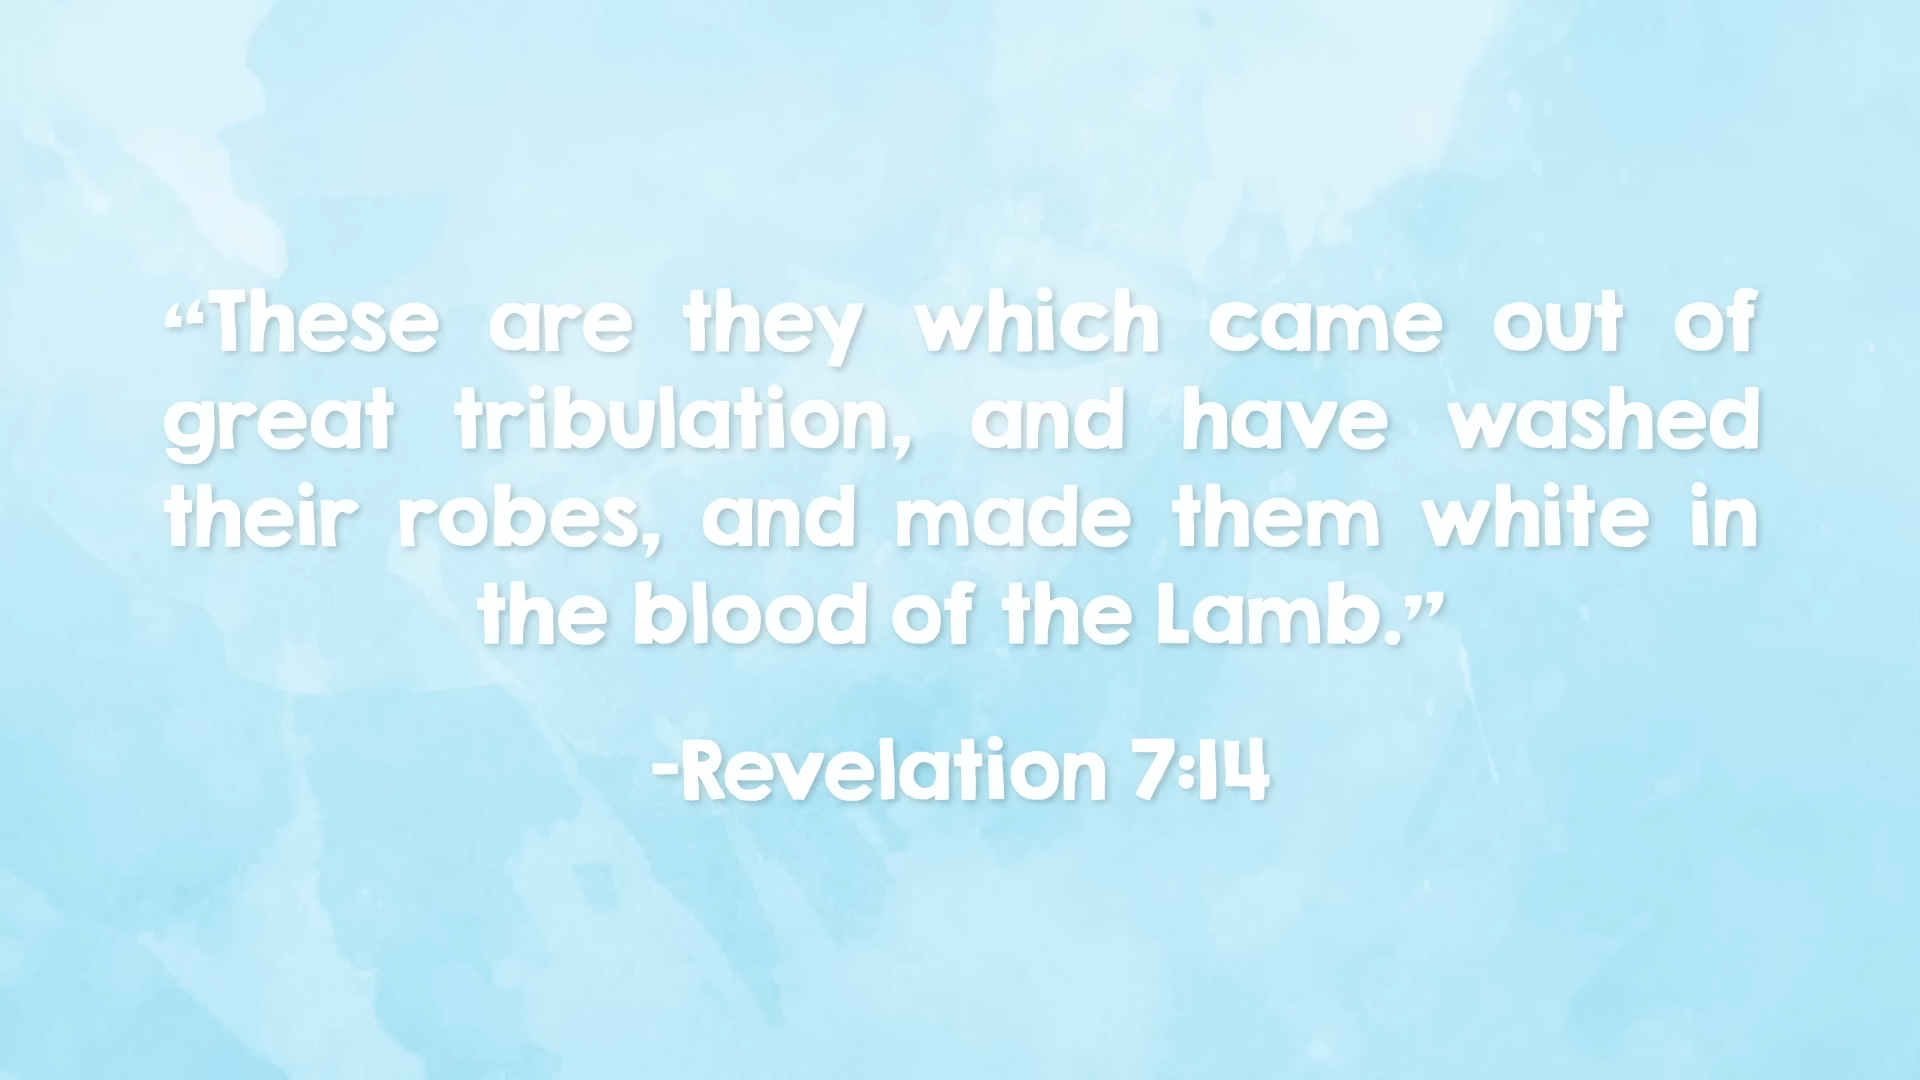 “These are they which came out of
great tribulation, and have washed
their robes, and made them white in
the blood of the Lamb.”
-Revelation 7:14